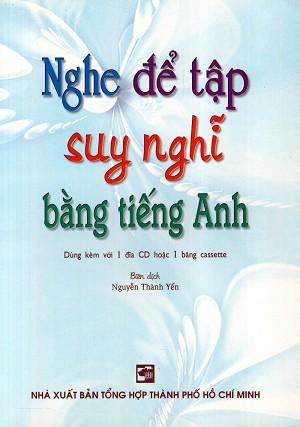 Nghe để tập
suy nghĩ
bằng tiếng Anh
Dùng kèm với 1 đĩa CD hoặc 1 băng cassette
Biên dịch
Nguyễn Thành Yến
NHÀ XUẤT BẢN TỔNG HỢP THÀNH PHỐ HỒ CHÍ MINH